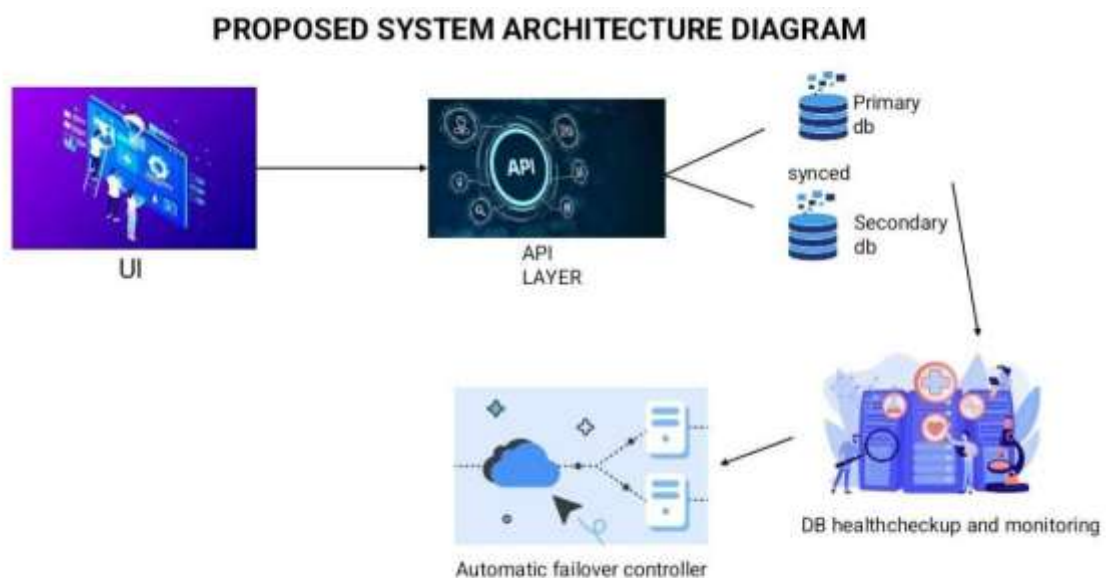 PROPOSED SYSTEM ARCHITECTURE DIAGRAM
UI
API
API
LAYER
Primary
db
synced
Secondary
db
DB healthcheckup and monitoring
Automatic failover controller